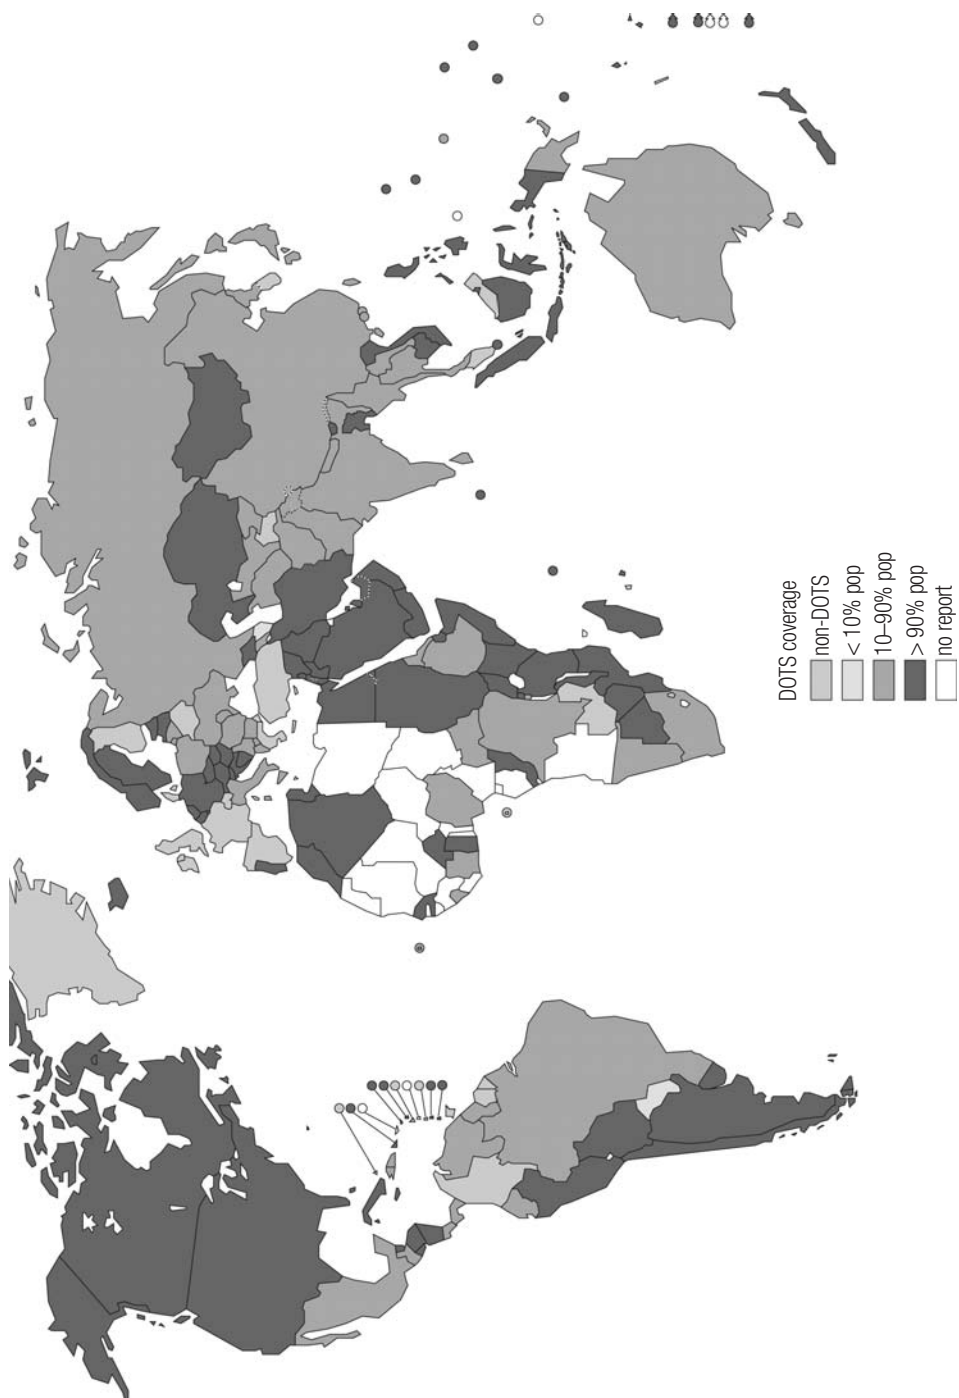 DOTS coverage
non-DOTS
< 10% pop
10–90% pop
> 90% pop
no report